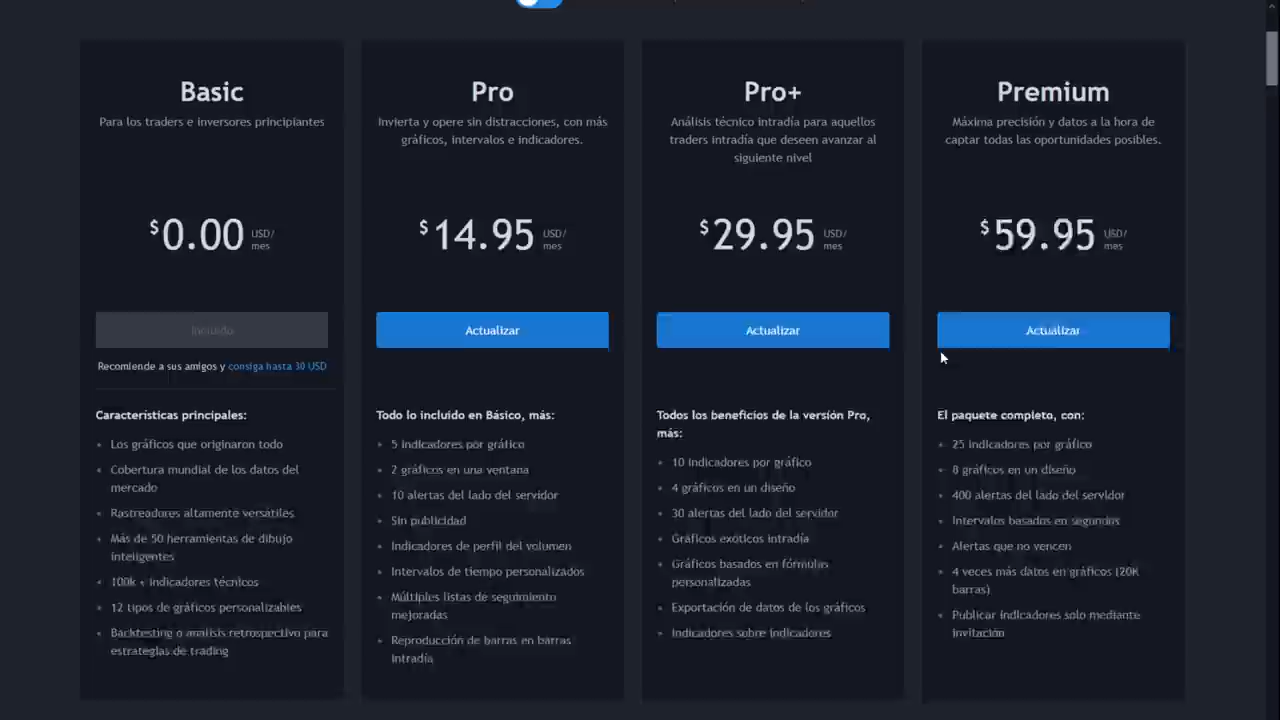 Basic
Para los traders e inversores principiantes
$0.00 USD/
mes
Incluido
Recomiende a sus amigos y consiga hasta 30 USD
Características principales:
Los gráficos que originaron todo
Cobertura mundial de los datos del
mercado
Rastreadores altamente versátiles
Más de 50 herramientas de dibujo
inteligentes
100k + indicadores técnicos
12 tipos de gráficos personalizables
Backtesting o analisis retrospectivo para
estrategias de trading
Pro
Invierta y opere sin distracciones, con más
gráficos, intervalos e indicadores.
$14.95 USD/
mes
Actualizar
Todo lo incluido en Básico, más:
5 indicadores por gráfico
2 gráficos en una ventana
10 alertas del lado del servidor
Sin publicidad
Indicadores de perfil del volumen
Intervalos de tiempo personalizados
Múltiples listas de seguimiento
mejoradas
Reproducción de barras en barras
intradía
Pro+
Análisis técnico intradía para aquellos
traders intradía que deseen avanzar al
siguiente nivel
$29.95 USD/
mes
Actualizar
Todos los beneficios de la versión Pro,
más:
10 indicadores por gráfico
4 gráficos en un diseño
30 alertas del lado del servidor
Gráficos exóticos intradía
Gráficos basados en fórmulas
personalizadas
Exportación de datos de los gráficos
Indicadores sobre indicadores
Premium
Máxima precisión y datos a la hora de
captar todas las oportunidades posibles.
$59.95 USD/
mes
Actualizar
El paquete completo, con:
25 indicadores por gráfico
8 gráficos en un diseño
400 alertas del lado del servidor
Intervalos basados en segundos
Alertas que no vencen
4 veces más datos en gráficos (20K
barras)
Publicar indicadores solo mediante
invitación